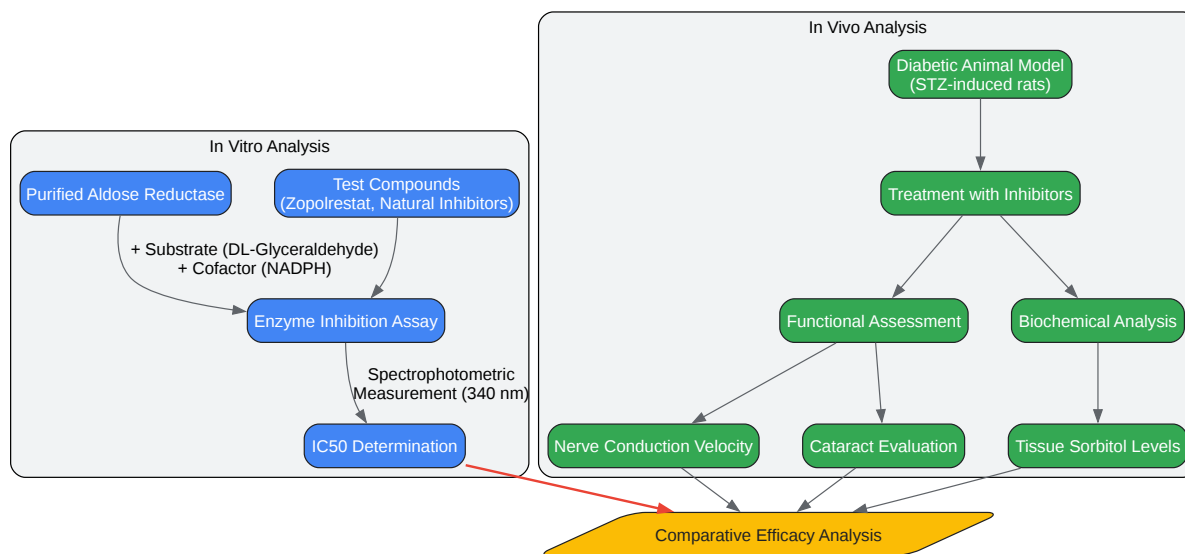 In Vitro Analysis
Purified Aldose Reductase
Test Compounds
(Zopolrestat, Natural Inhibitors)
+ Substrate (DL-Glyceraldehyde)
+ Cofactor (NADPH)
Enzyme Inhibition Assay
Spectrophotometric
Measurement (340 nm)
IC50 Determination
In Vivo Analysis
Diabetic Animal Model
(STZ-induced rats)
Treatment with Inhibitors
Functional Assessment
Biochemical Analysis
Nerve Conduction Velocity
Cataract Evaluation
Tissue Sorbitol Levels
Comparative Efficacy Analysis